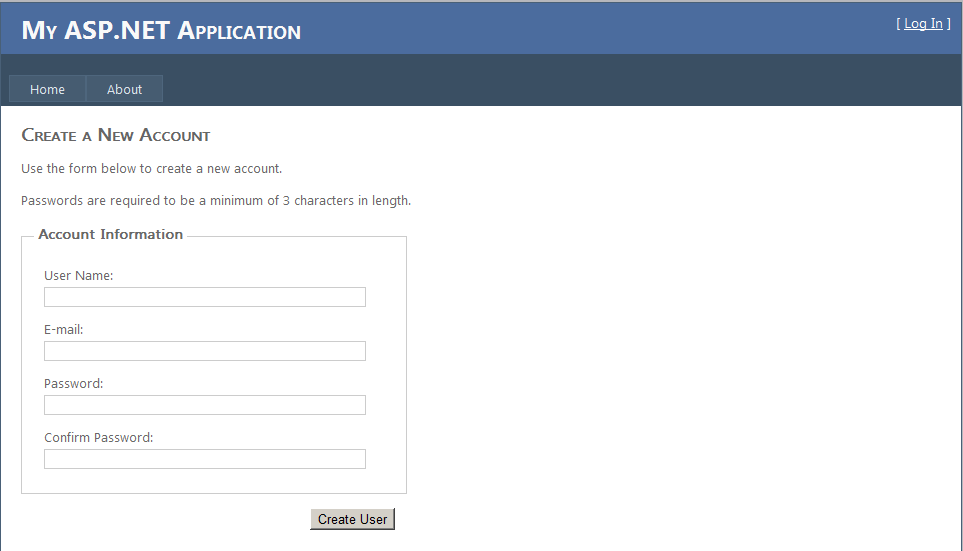 My ASP.NET Application
[ Log In ]
Home About
Create a New Account
Use the form below to create a new account.
Passwords are required to be a minimum of 3 characters in length.
Account Information
User Name:
E-mail:
Password:
Confirm Password:
Create User